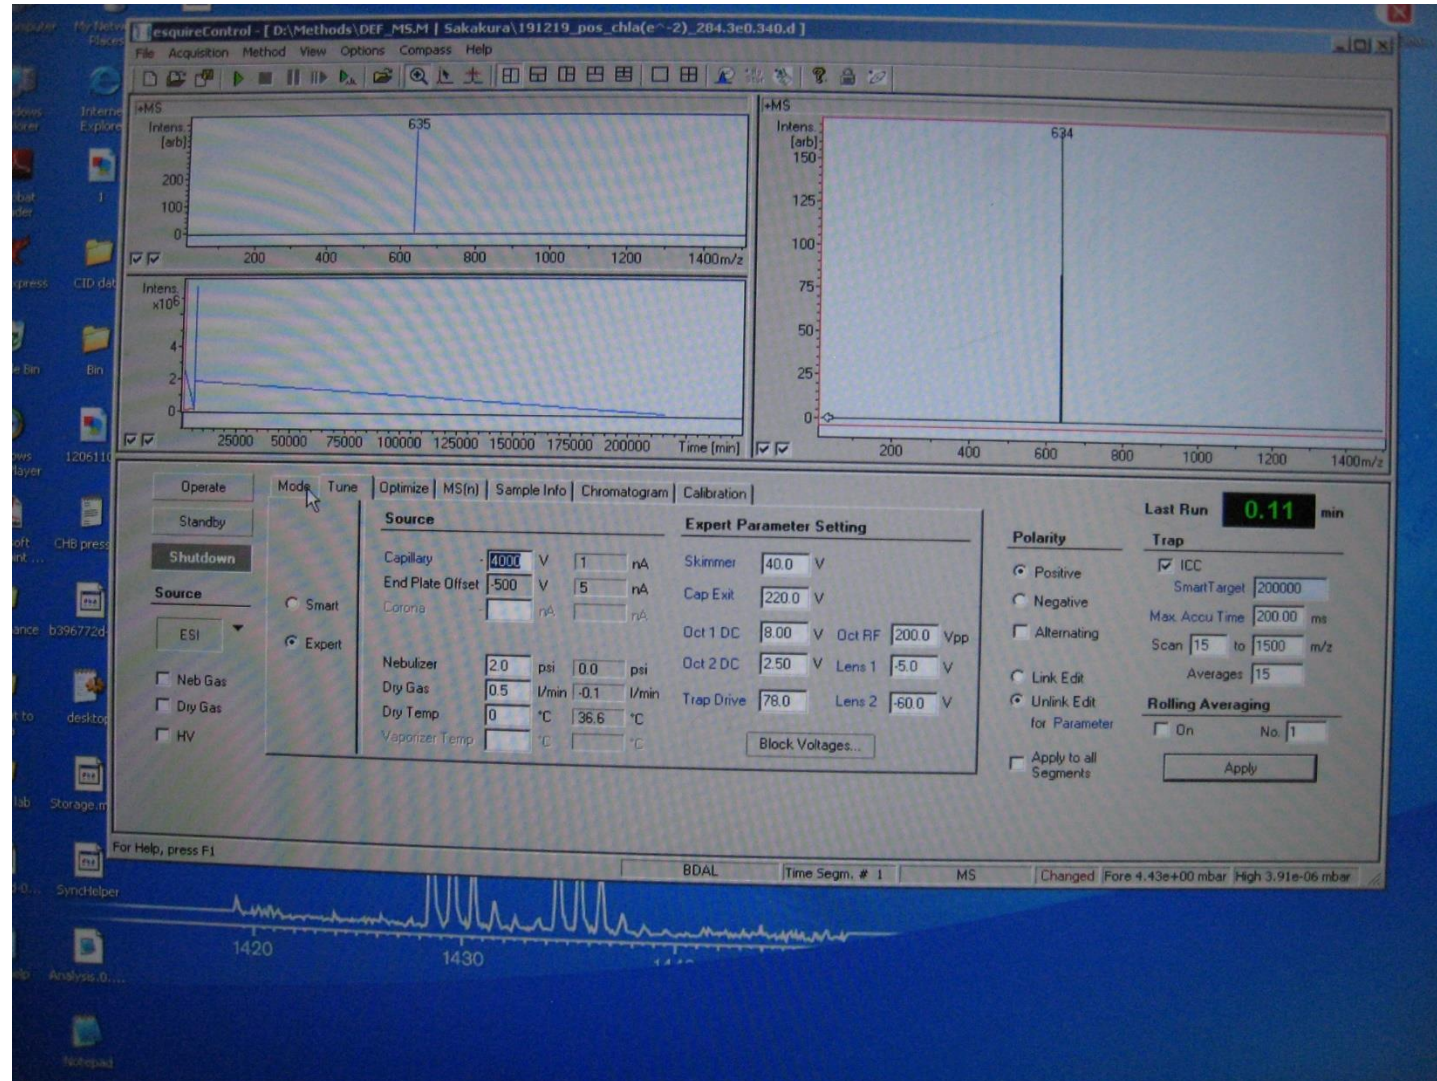 esquireControl - [ D:\Methods\DEF_MS.M | Sakakura\191219_pos_chla(e^-2)_284.3e0.340.d ]
File Acquisition Method View Options Compass Help
+MS
Intens.
[arb]
635
200
100
0
200 400 600 800 1000 1200 1400 m/z
Intens.
x10^6
4
2
0
25000 50000 75000 100000 125000 150000 175000 200000 Time [min]
+MS
Intens.
[arb]
634
150
125
100
75
50
25
0
200 400 600 800 1000 1200 1400 m/z
Operate
Standby
Shutdown
Source
ESI
Neb Gas
Dry Gas
HV
Mode Tune Optimize MS(n) Sample Info Chromatogram Calibration
Smart
Expert
Source
Capillary - 4000 V 1 nA
End Plate Offset -500 V 5 nA
Corona nA nA
Nebulizer 2.0 psi 0.0 psi
Dry Gas 0.5 l/min -0.1 l/min
Dry Temp 0 °C 36.6 °C
Vaporizer Temp °C °C
Expert Parameter Setting
Skimmer 40.0 V
Cap Exit 220.0 V
Oct 1 DC 8.00 V Oct RF 200.0 Vpp
Oct 2 DC 2.50 V Lens 1 -5.0 V
Trap Drive 78.0 Lens 2 -60.0 V
Block Voltages...
Polarity
Positive
Negative
Alternating
Link Edit
Unlink Edit
for Parameter
Apply to all
Segments
Last Run 0.11 min
Trap
ICC
SmartTarget 200000
Max. Accu Time 200.00 ms
Scan 15 to 1500 m/z
Averages 15
Rolling Averaging
On No. 1
Apply
For Help, press F1
BDAL Time Segm. # 1 MS Changed Fore 4.43e+00 mbar High 3.91e-06 mbar
1420
1430
Places
Interne
Explore
1
CID dat
Bin
1206110
CHB press
b396772d-
desktop
Storage.m
SyncHelper
Analysis.0....
Notepad